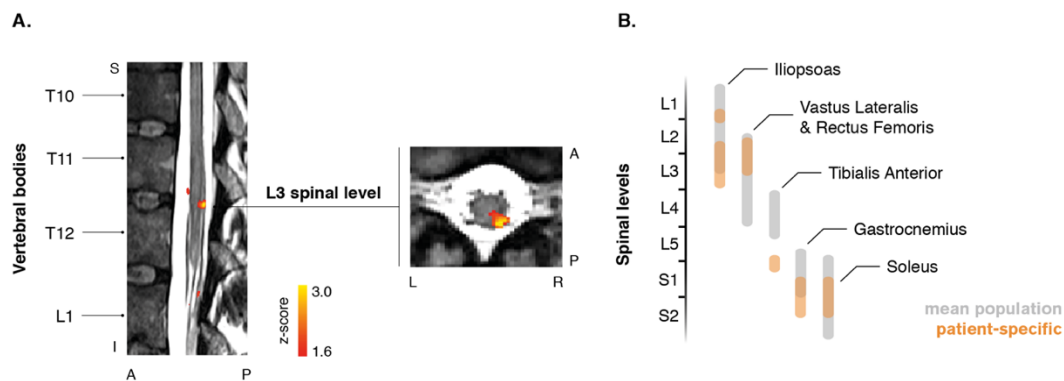 A.
S
T10
T11
T12
L1
I
A
P
Vertebral bodies
L3 spinal level
z-score
3.0
1.6
A
P
L
R
B.
Spinal levels
L1
L2
L3
L4
L5
S1
S2
Iliopsoas
Vastus Lateralis
& Rectus Femoris
Tibialis Anterior
Gastrocnemius
Soleus
mean population
patient-specific